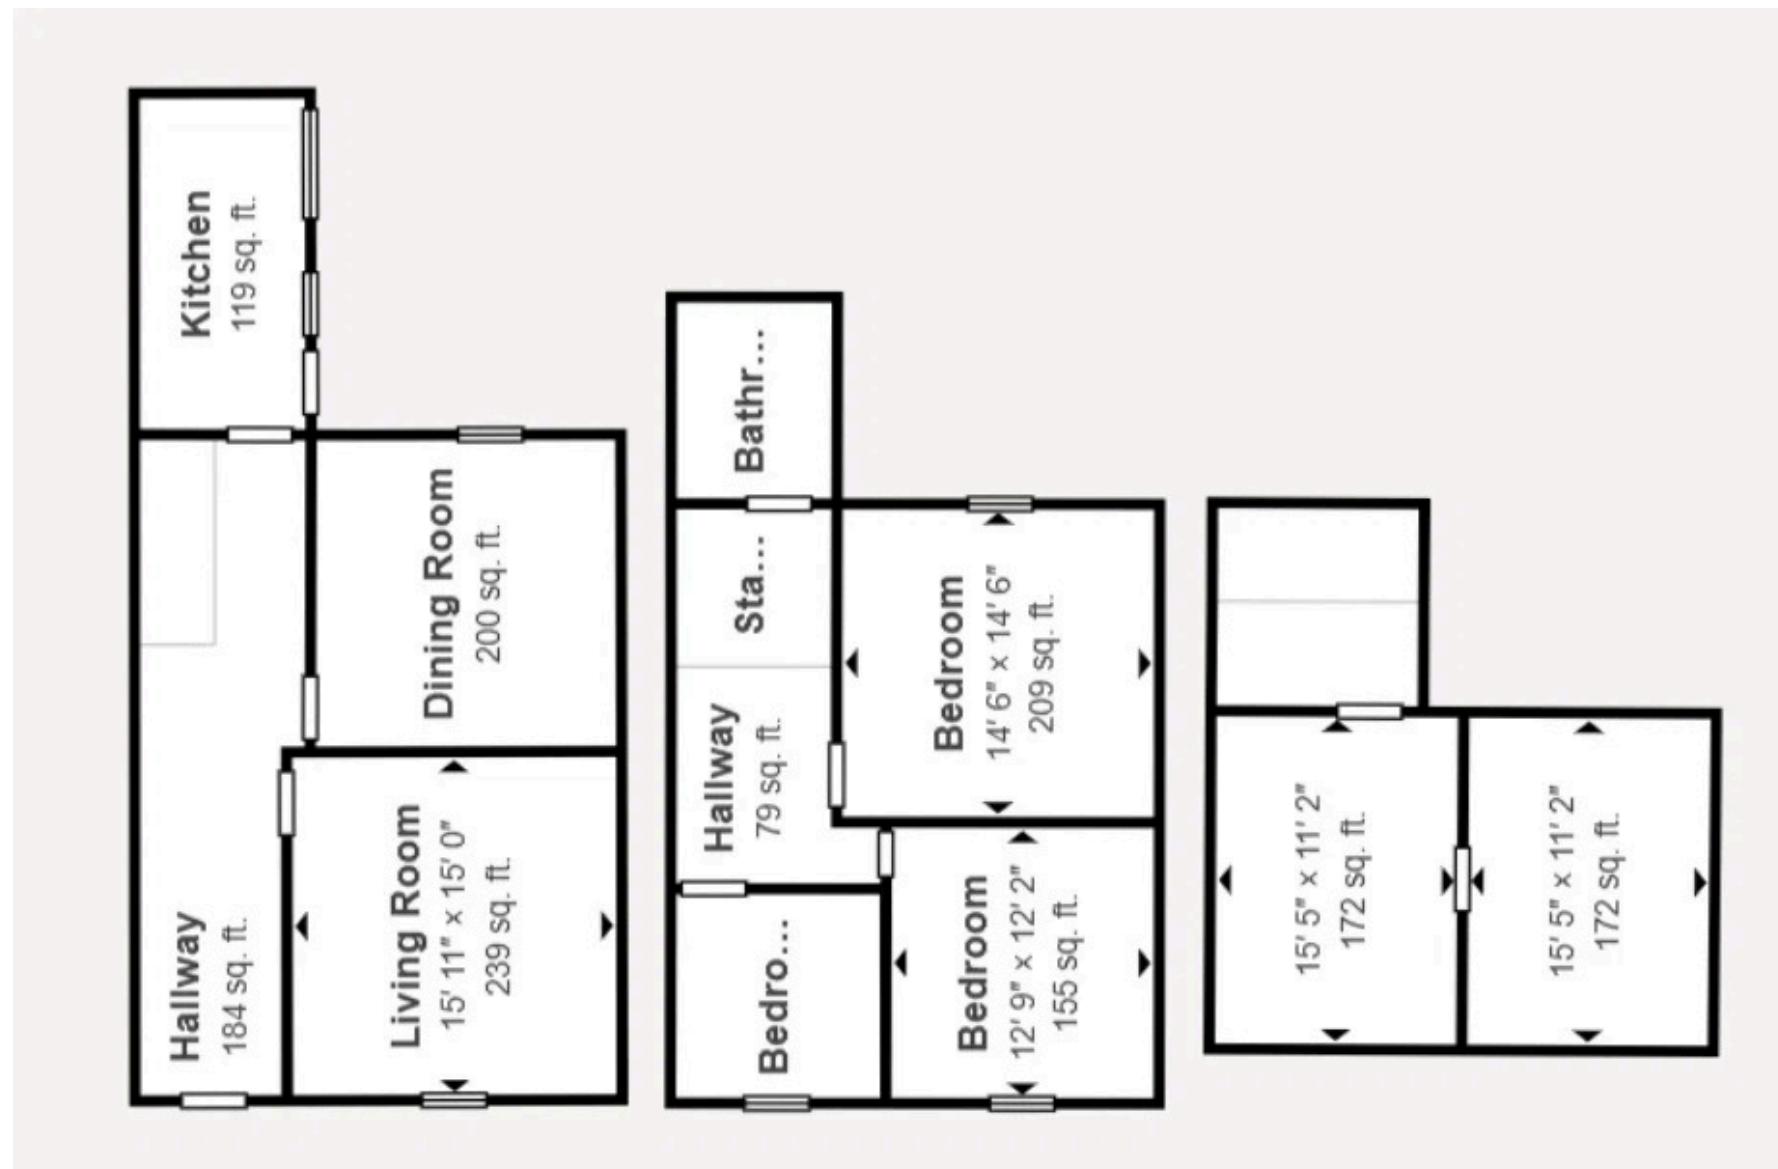 Kitchen
119 sq. ft.
Hallway
184 sq. ft.
Dining Room
200 sq. ft.
Living Room
15' 11" x 15' 0"
239 sq. ft.
Bathr...
Sta...
Hallway
79 sq. ft.
Bedroom
14' 6" x 14' 6"
209 sq. ft.
Bedro...
Bedroom
12' 9" x 12' 2"
155 sq. ft.
15' 5" x 11' 2"
172 sq. ft.
15' 5" x 11' 2"
172 sq. ft.